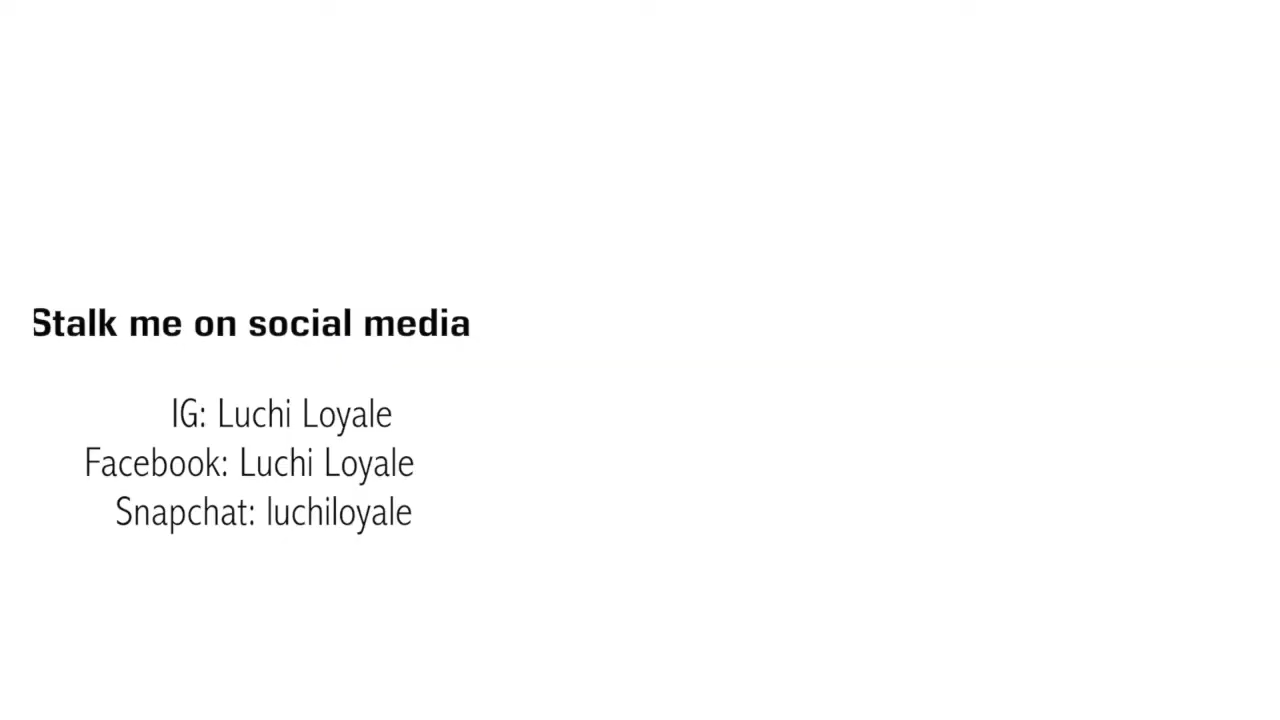 Stalk me on social media
IG: Luchi Loyale
Facebook: Luchi Loyale
Snapchat: luchiloyale